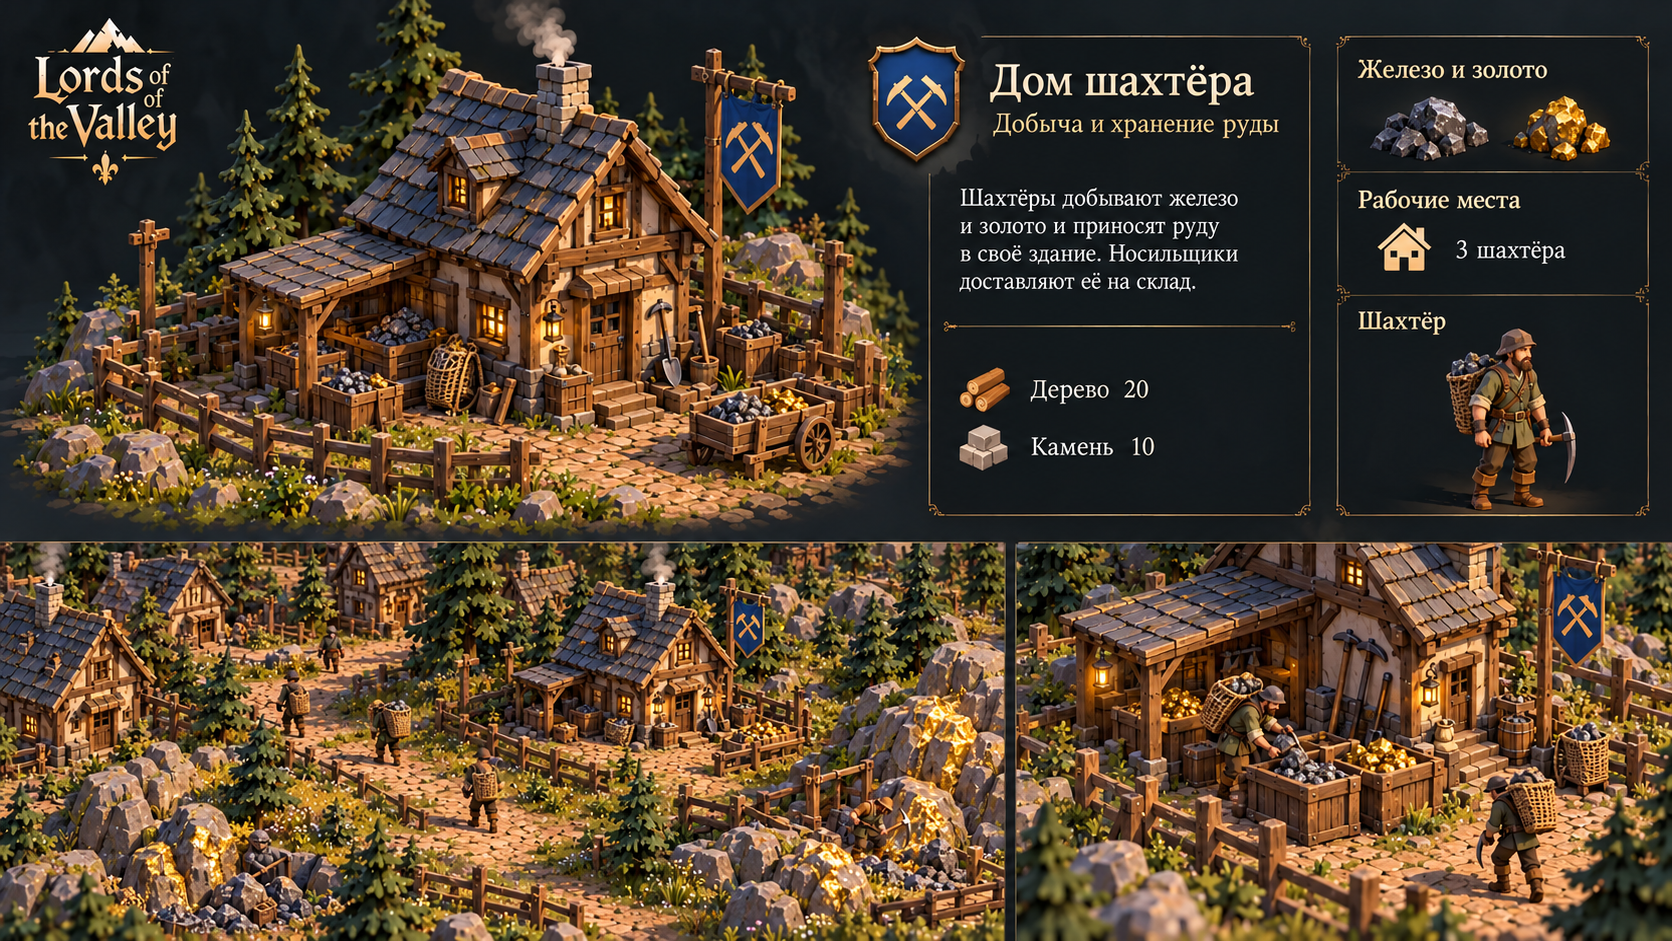 Lords of
of
the Valley
Дом шахтёра
Добыча и хранение руды
Шахтёры добывают железо
и золото и приносят руду
в своё здание. Носильщики
доставляют её на склад.
Дерево 20
Камень 10
Железо и золото
Рабочие места
3 шахтёра
Шахтёр